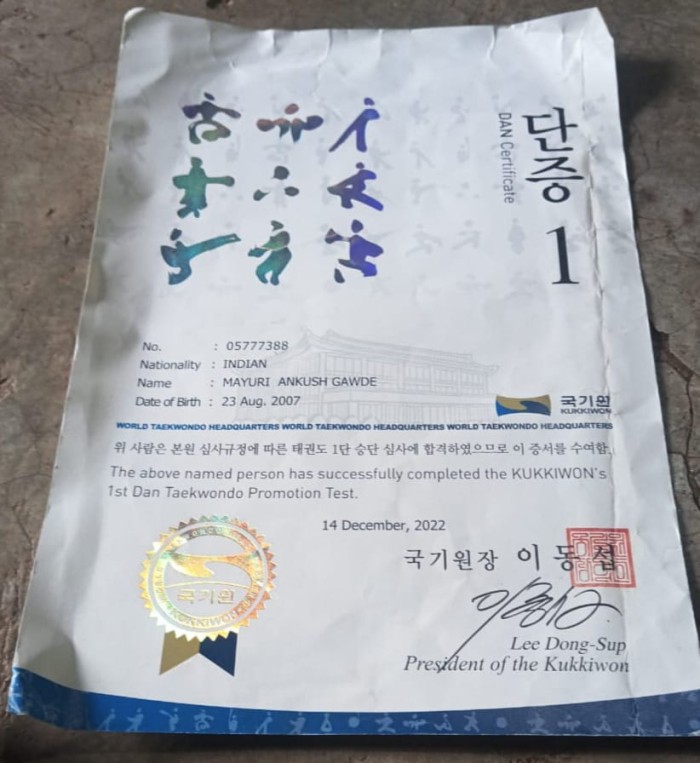 단증
DAN Certificate
1
No. : 05777388
Nationality : INDIAN
Name : MAYURI ANKUSH GAWDE
Date of Birth : 23 Aug. 2007
국기원
KUKKIWON
WORLD TAEKWONDO HEADQUARTERS WORLD TAEKWONDO HEADQUARTERS WORLD TAEKWONDO HEADQUARTERS
위 사람은 본원 심사규정에 따른 태권도 1단 승단 심사에 합격하였으므로 이 증서를 수여함.
The above named person has successfully completed the KUKKIWON's
1st Dan Taekwondo Promotion Test.
14 December, 2022
국기원장 이동섭
국기원
KUKKIWON
Lee Dong-Sup
President of the Kukkiwon